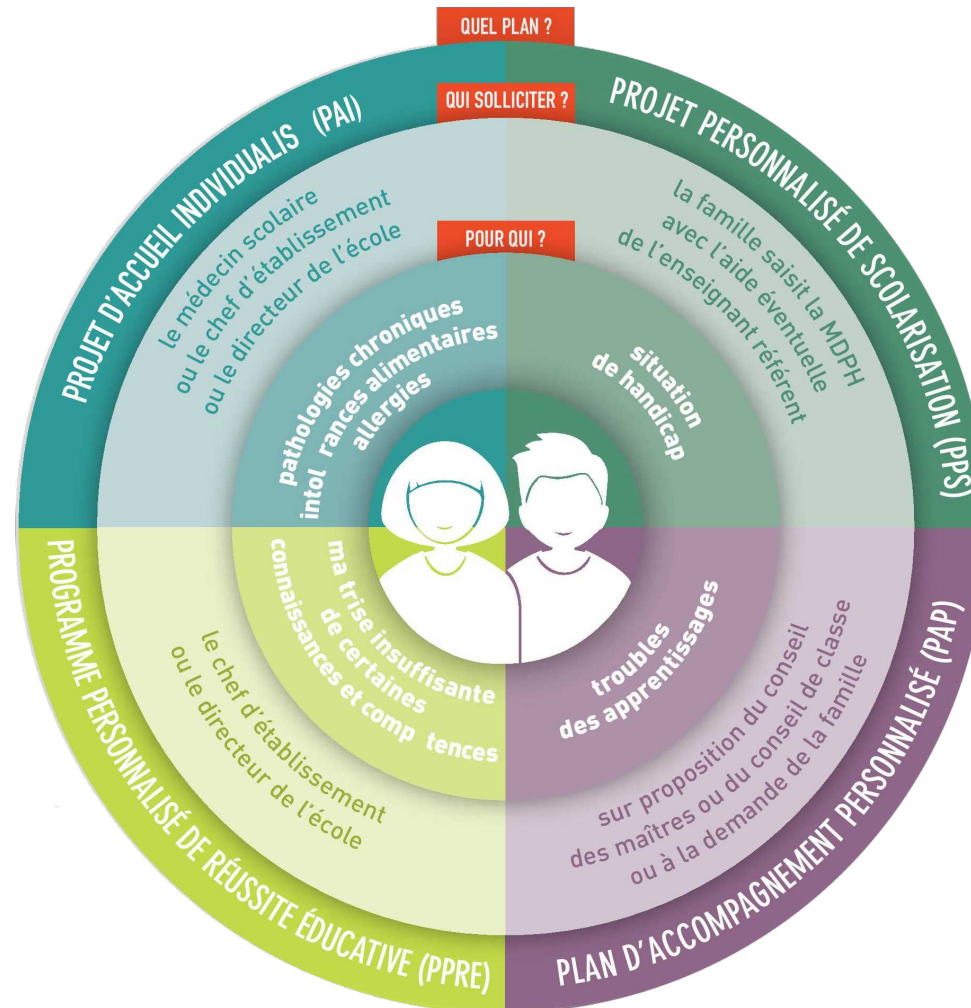 QUEL PLAN ?
QUI SOLLICITER ?
POUR QUI ?
PROJET D'ACCUEIL INDIVIDUALIS (PAI)
le médecin scolaire
ou le chef d'établissement
ou le directeur de l'école
pathologies chroniques
intol rances alimentaires
allergies
PROJET PERSONNALISÉ DE SCOLARISATION (PPS)
la famille saisit la MDPH
avec l'aide éventuelle
de l'enseignant référent
situation
de handicap
PROGRAMME PERSONNALISÉ DE RÉUSSITE ÉDUCATIVE (PPRE)
le chef d'établissement
ou le directeur de l'école
ma trise insuffisante
de certaines
connaissances et comp tences
PLAN D'ACCOMPAGNEMENT PERSONNALISÉ (PAP)
sur proposition du conseil
des maîtres ou du conseil de classe
ou à la demande de la famille
troubles
des apprentissages